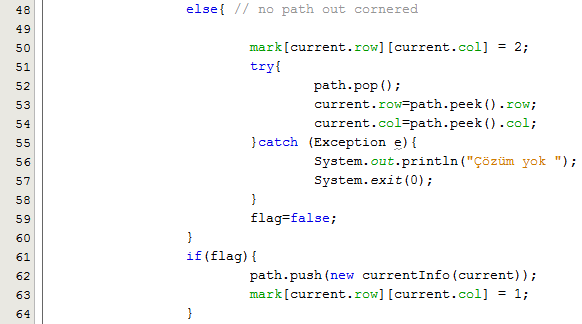 48 else{ // no path out cornered
49
50 mark[current.row][current.col] = 2;
51 try{
52 path.pop();
53 current.row=path.peek().row;
54 current.col=path.peek().col;
55 }catch (Exception e){
56 System.out.println("Çözüm yok ");
57 System.exit(0);
58 }
59 flag=false;
60 }
61 if(flag){
62 path.push(new currentInfo(current));
63 mark[current.row][current.col] = 1;
64 }